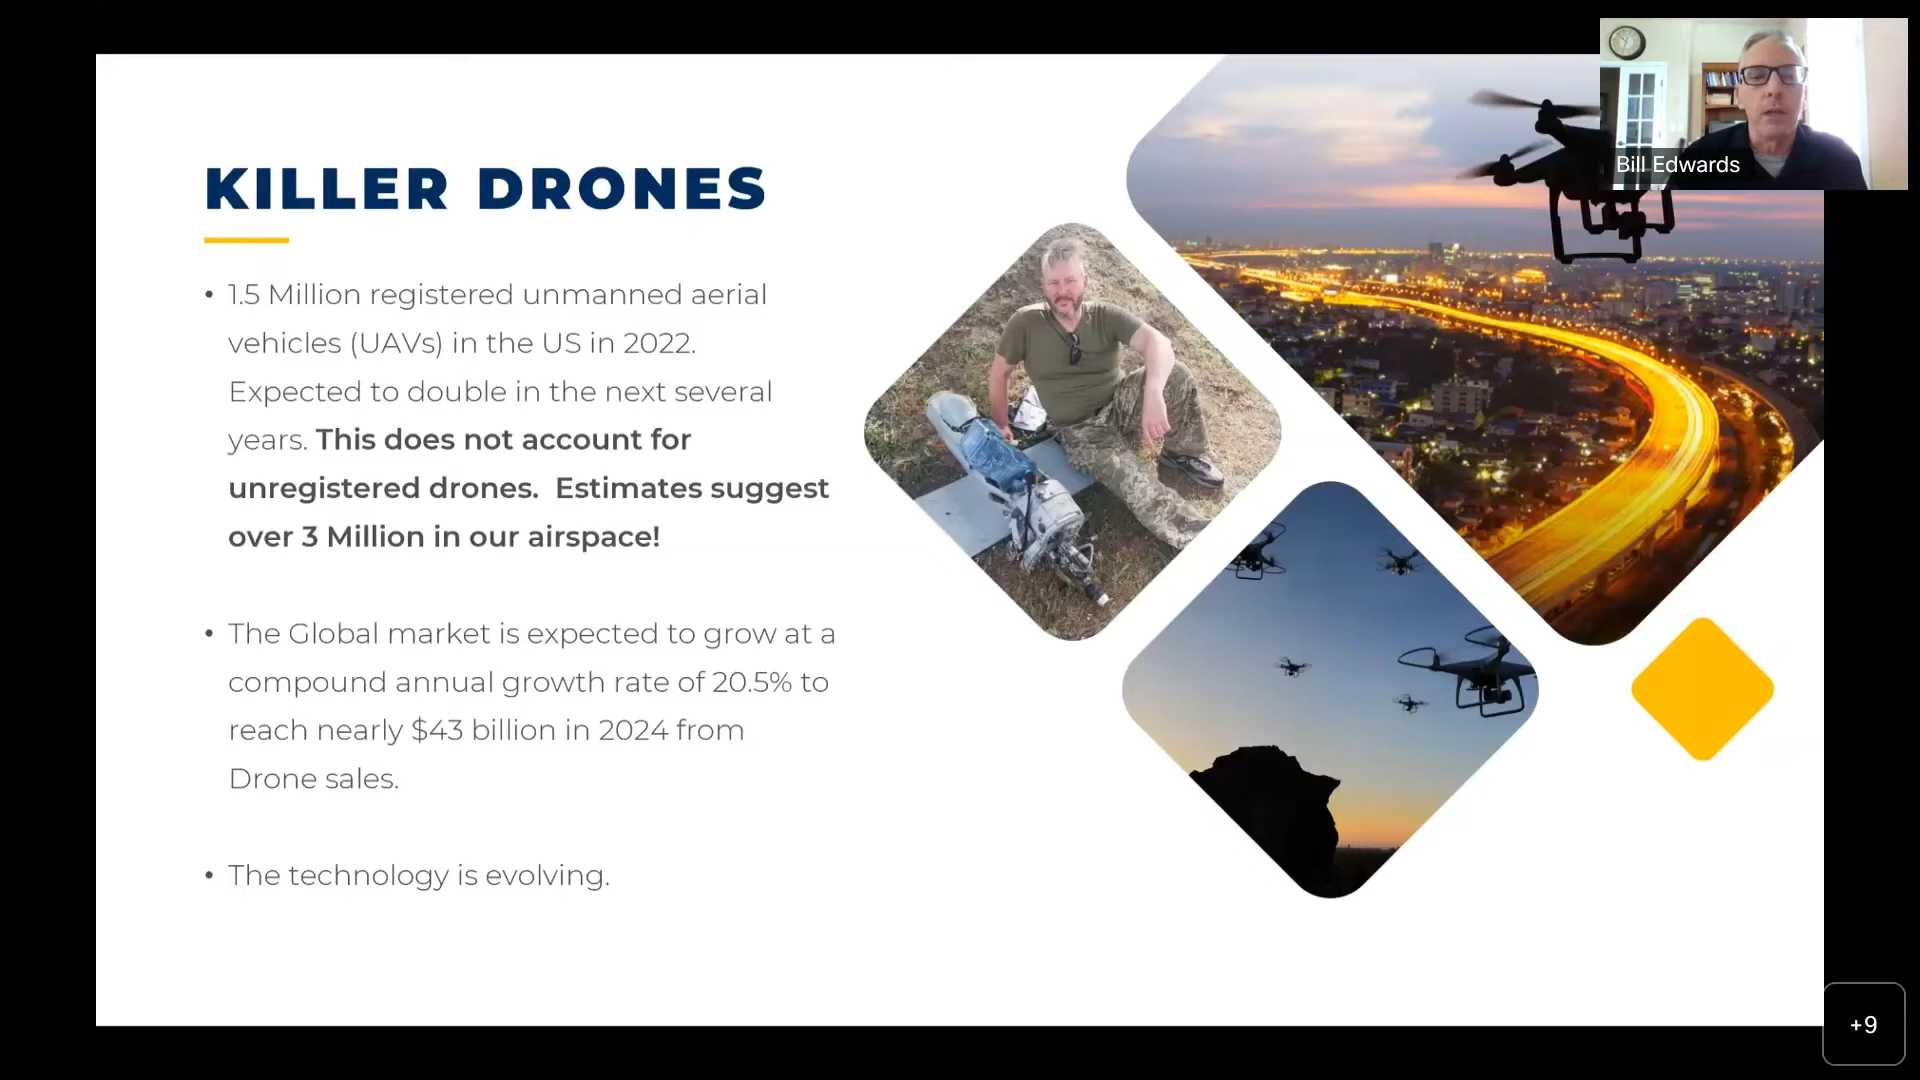 KILLER DRONES
• 1.5 Million registered unmanned aerial
vehicles (UAVs) in the US in 2022.
Expected to double in the next several
years. This does not account for
unregistered drones.  Estimates suggest
over 3 Million in our airspace!
• The Global market is expected to grow at a
compound annual growth rate of 20.5% to
reach nearly $43 billion in 2024 from
Drone sales.
• The technology is evolving.
Bill Edwards
+9